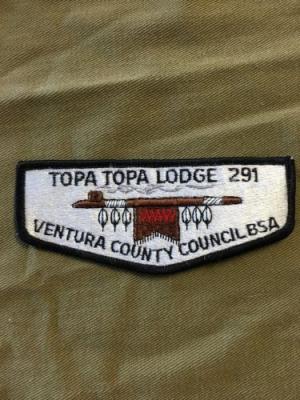 TOPA TOPA LODGE 291
VENTURA COUNTY COUNCIL BSA